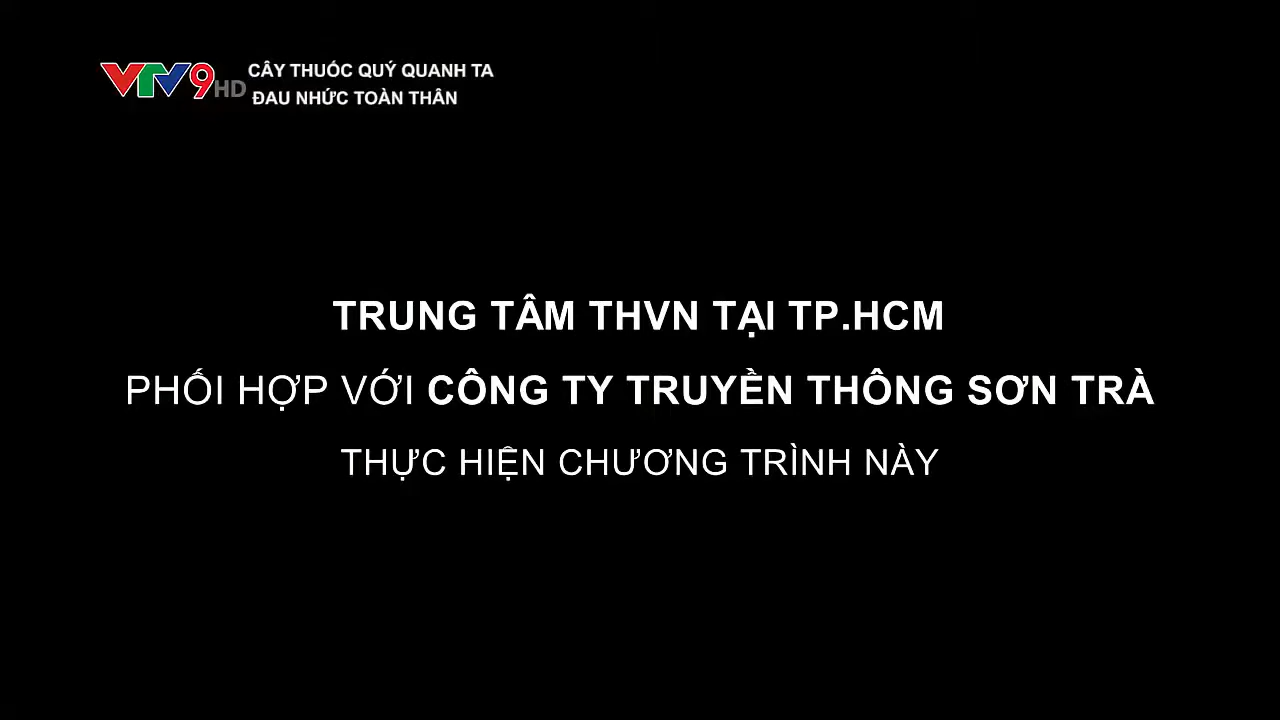 VTV9HD
CÂY THUỐC QUÝ QUANH TA
ĐAU NHỨC TOÀN THÂN
TRUNG TÂM THVN TẠI TP.HCM
PHỐI HỢP VỚI CÔNG TY TRUYỀN THÔNG SƠN TRÀ
THỰC HIỆN CHƯƠNG TRÌNH NÀY